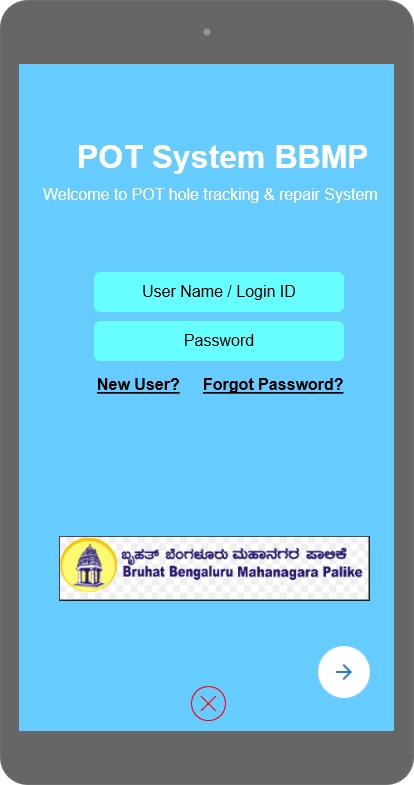 POT System BBMP
Welcome to POT hole tracking & repair System
User Name / Login ID
Password
New User? Forgot Password?
ಬೃಹತ್ ಬೆಂಗಳೂರು ಮಹಾನಗರ ಪಾಲಿಕೆ
Bruhat Bengaluru Mahanagara Palike